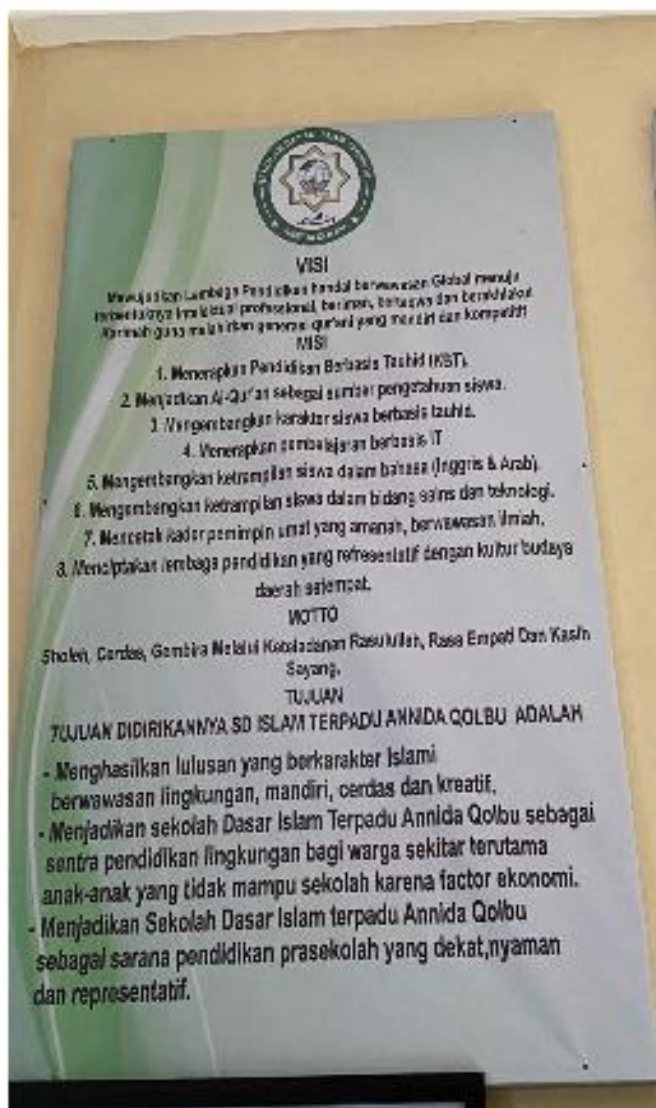 VISI
Mewujudkan Lembaga Pendidikan handal berwawasan Global menuju
terbentuknya intelektual profesional, beriman, bertaqwa dan berakhlakul
Karimah guna melahirkan generasi qur'ani yang mandiri dan kompetitif
MISI
1. Menerapkan Pendidikan Berbasis Tauhid (KBT).
2. Menjadikan Al-Qur'an sebagai sumber pengetahuan siswa.
3. Mengembangkan karakter siswa berbasis tauhid.
4. Menerapkan pembelajaran berbasis IT
5. Mengembangkan ketrampilan siswa dalam bahasa (Inggris & Arab).
6. Mengembangkan ketrampilan siswa dalam bidang sains dan teknologi.
7. Mencetak kader pemimpin umat yang amanah, berwawasan ilmiah.
8. Menciptakan lembaga pendidikan yang refresentatif dengan kultur budaya
daerah setempat.
MOTTO
Sholeh, Cerdas, Gembira Melalui Keteladanan Rasulullah, Rasa Empati Dan Kasih
Sayang.
TUJUAN
TUJUAN DIDIRIKANNYA SD ISLAM TERPADU ANNIDA QOLBU ADALAH
- Menghasilkan lulusan yang berkarakter Islami
berwawasan lingkungan, mandiri, cerdas dan kreatif.
- Menjadikan sekolah Dasar Islam Terpadu Annida Qolbu sebagai
sentra pendidikan lingkungan bagi warga sekitar terutama
anak-anak yang tidak mampu sekolah karena factor ekonomi.
- Menjadikan Sekolah Dasar Islam terpadu Annida Qolbu
sebagai sarana pendidikan prasekolah yang dekat,nyaman
dan representatif.